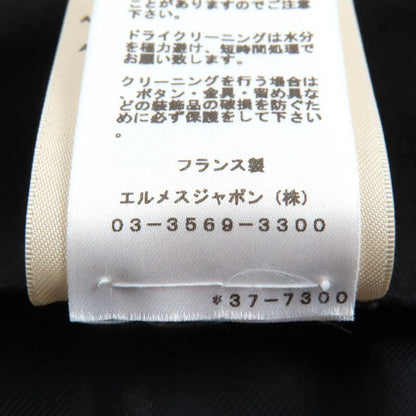 ことがありますのでご注意
下さい。
ドライクリーニングは水分
を極力避け、短時間処理で
お願い致します。
クリーニングを行う場合は
、ボタン・金具・留め具な
どの装飾品の破損を防ぐた
めに必ず保護をして下さい
。
フランス製
エルメスジャポン（株）
03-3569-3300
*37-7300